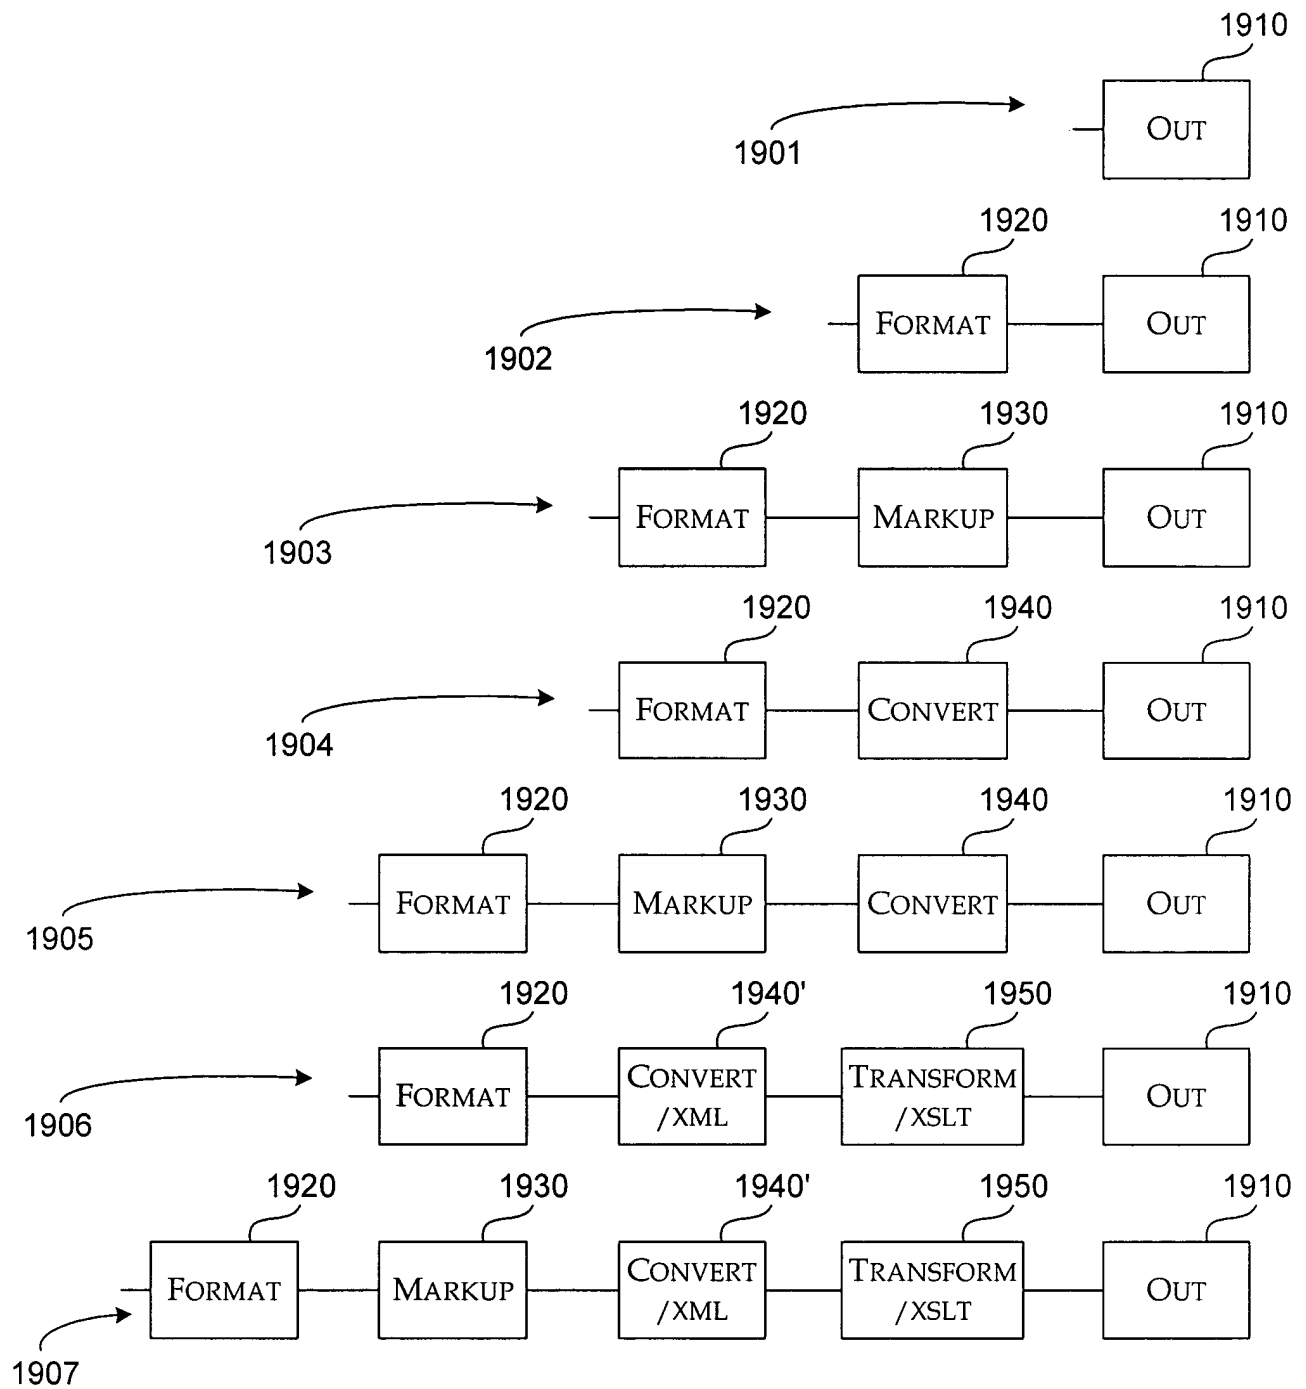 1910
OUT
1901
1920 1910
FORMAT OUT
1902
1920 1930 1910
FORMAT MARKUP OUT
1903
1920 1940 1910
FORMAT CONVERT OUT
1904
1920 1930 1940 1910
FORMAT MARKUP CONVERT OUT
1905
1920 1940' 1950 1910
FORMAT CONVERT /XML TRANSFORM /XSLT OUT
1906
1920 1930 1940' 1950 1910
FORMAT MARKUP CONVERT /XML TRANSFORM /XSLT OUT
1907